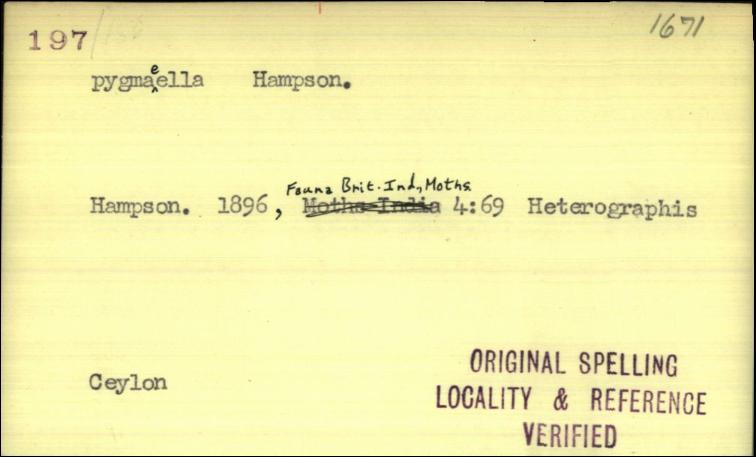 197 1671
pygmaeella Hampson.
Fauna Brit. Ind., Moths
Hampson. 1896, Moths-India 4:69 Heterographis
Ceylon
ORIGINAL SPELLING
LOCALITY & REFERENCE
VERIFIED